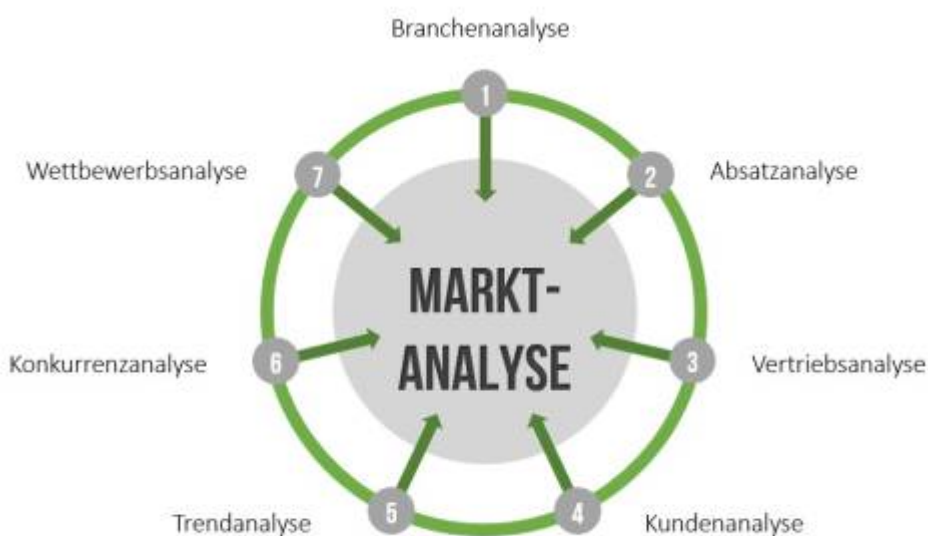 Branchenanalyse
1
Wettbewerbsanalyse
7
2
Absatzanalyse
MARKT-
ANALYSE
Konkurrenzanalyse
6
3
Vertriebsanalyse
Trendanalyse
5
4
Kundenanalyse